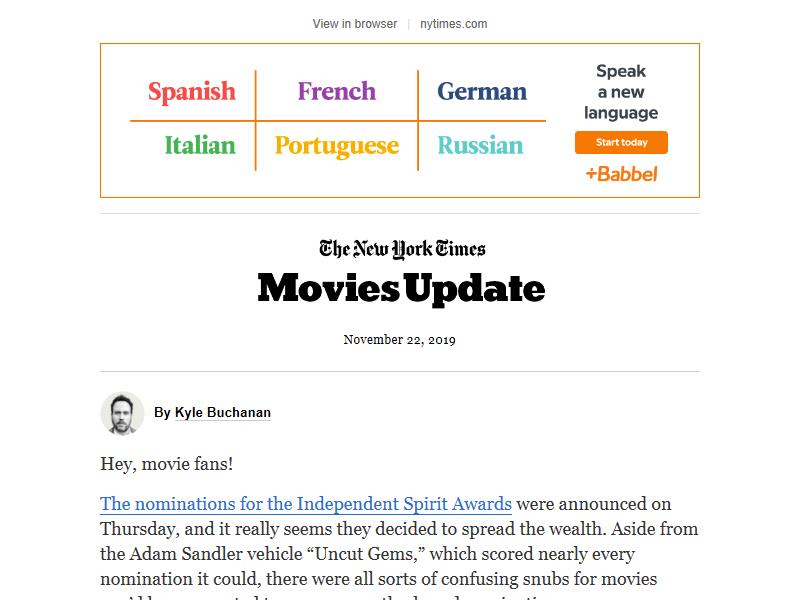 View in browser | nytimes.com
Spanish French German
Italian Portuguese Russian
Speak
a new
language
Start today
+Babbel
The New York Times
Movies Update
November 22, 2019
By Kyle Buchanan
Hey, movie fans!
The nominations for the Independent Spirit Awards were announced on
Thursday, and it really seems they decided to spread the wealth. Aside from
the Adam Sandler vehicle “Uncut Gems,” which scored nearly every
nomination it could, there were all sorts of confusing snubs for movies